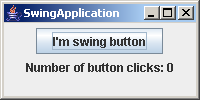 SwingApplication
I'm swing button
Number of button clicks: 0